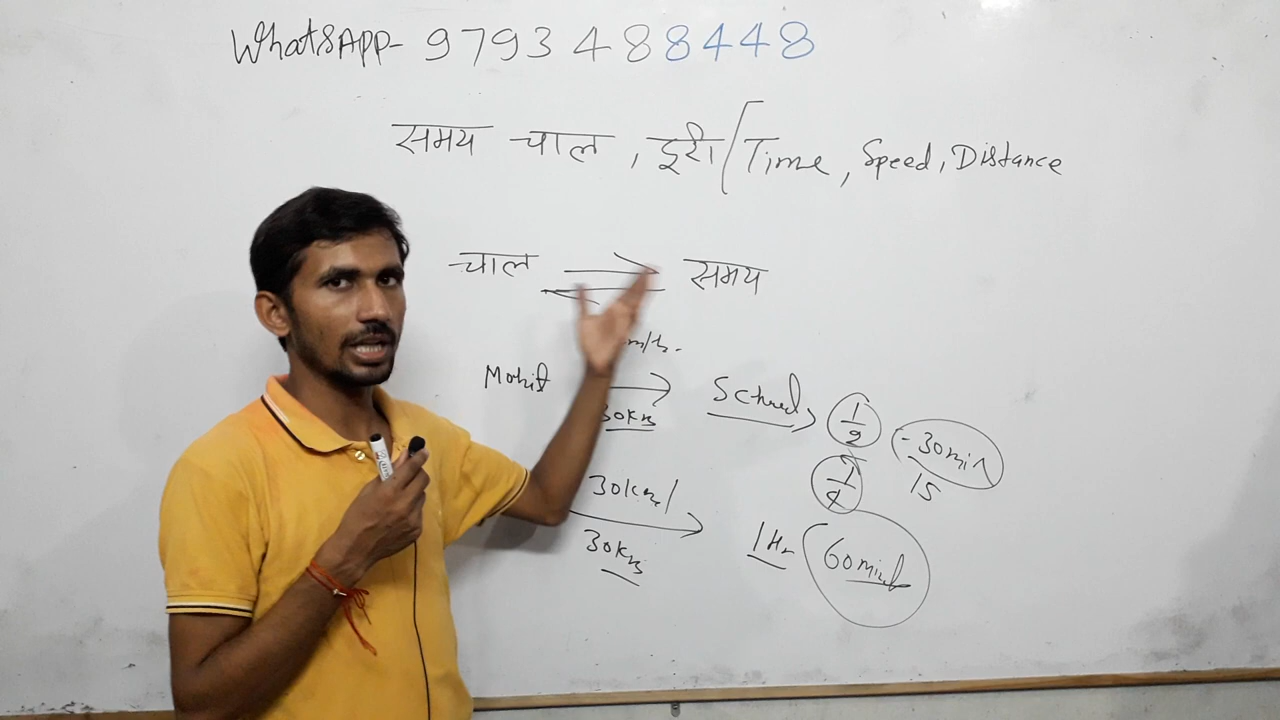 WhatsApp- 9793488448
समय चाल , दूरी / Time, Speed, Distance
चाल समय
m/h.
Mohit 30km School 1/2 -30min
1/4 15
30km/
30km 1Hr 60min